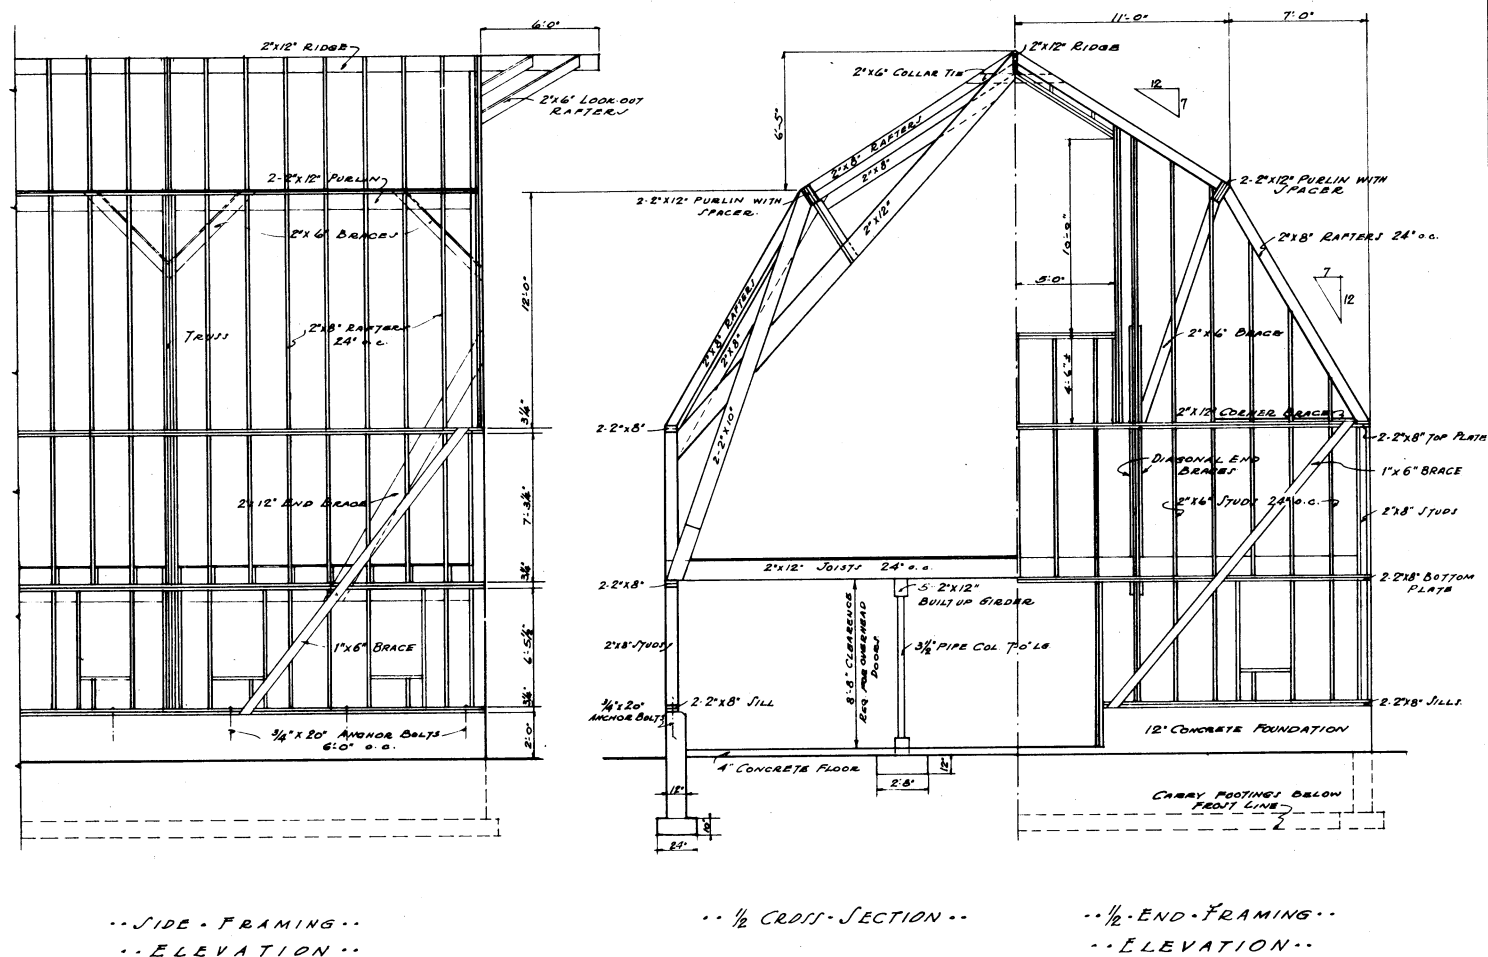 6'-0"
2"x12" RIDGE
2"x6" LOOK-OUT
RAFTERS
2-2"x12" PURLIN
2"x6" BRACES
TRUSS
2"x8" RAFTERS
24" o.c.
12'-0"
3¼"
2"x12" END BRACE
7'-3¾"
3¼"
1"x6" BRACE
6'-5½"
3¼"
¾" x 20" ANCHOR BOLTS
6'-0" o.c.
2'-0"
·· SIDE · FRAMING ··
·· ELEVATION ··
11'-0"
7'-0"
2"x12" RIDGE
2"x6" COLLAR TIE
6'-5"
12
7
2"x8" RAFTERS
2"x8"
2-2"x12" PURLIN WITH
SPACER.
2"x12"
2"x8" RAFTERS
2"x8"
2-2"x8"
2-2"x10"
2"x12" JOISTS 24" o.c.
2-2"x8"
5-2"x12"
BUILT UP GIRDER
8'-8" CLEARENCE
REQ. FOR OVERHEAD
DOORS.
2"x8" STUDS
3½" PIPE COL. 7'-0" LG
¾"x20"
ANCHOR BOLTS
2-2"x8" SILL
4" CONCRETE FLOOR
12"
2'-8"
12"
10"
24"
·· ½ CROSS-SECTION ··
2-2"x12" PURLIN WITH
SPACER
10'-0"
2"x8" RAFTERS 24" o.c.
7
12
5'-0"
2"x6" BRACE
4'-6"±
2"x12" CORNER BRACE
2-2"x8" TOP PLATE
DIAGONAL END
BRACES
1"x6" BRACE
2"x6" STUDS 24" o.c.
2"x8" STUDS
2-2"x8" BOTTOM
PLATE
2-2"x8" SILLS.
12" CONCRETE FOUNDATION
CARRY FOOTINGS BELOW
FROST LINE
·· ½ · END · FRAMING ··
·· ELEVATION ··